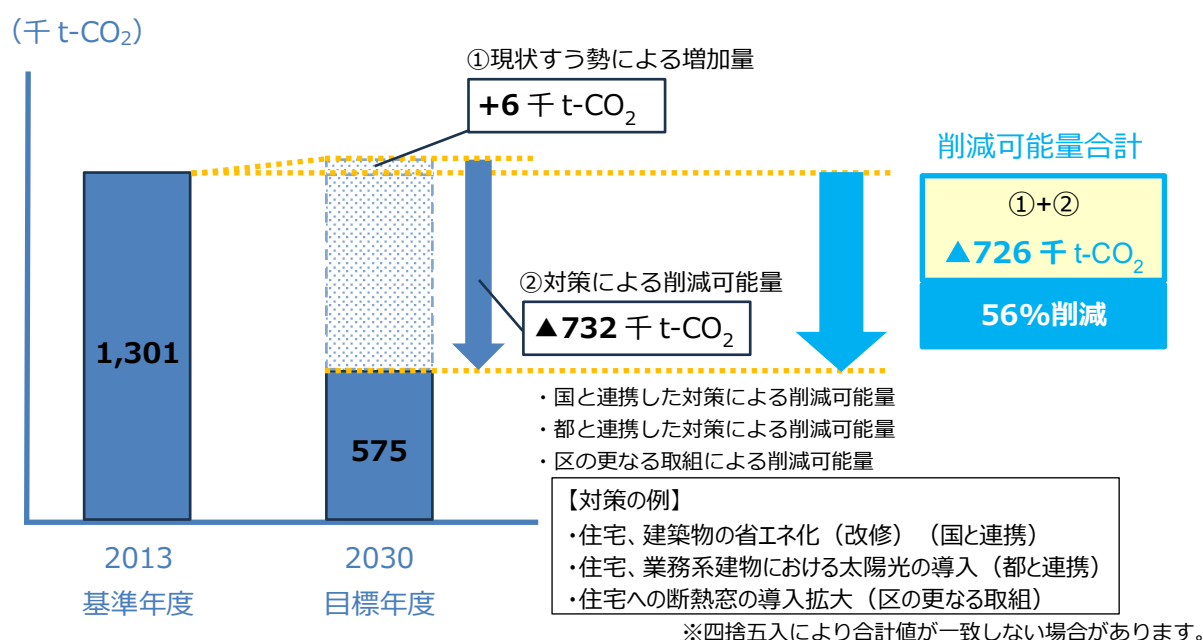 (千 t-CO₂)
①現状すう勢による増加量
+6 千 t-CO₂
削減可能量合計
①+②
▲726 千 t-CO₂
56%削減
②対策による削減可能量
▲732 千 t-CO₂
1,301
575
・国と連携した対策による削減可能量
・都と連携した対策による削減可能量
・区の更なる取組による削減可能量
【対策の例】
・住宅、建築物の省エネ化（改修）（国と連携）
・住宅、業務系建物における太陽光の導入（都と連携）
・住宅への断熱窓の導入拡大（区の更なる取組）
2013
基準年度
2030
目標年度
※四捨五入により合計値が一致しない場合があります。